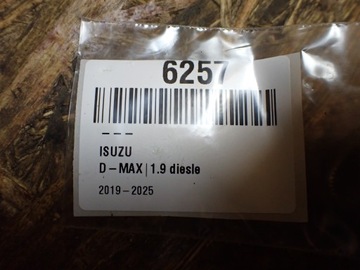 6257
– – –
ISUZU
D – MAX | 1.9 diesle
2019 – 2025